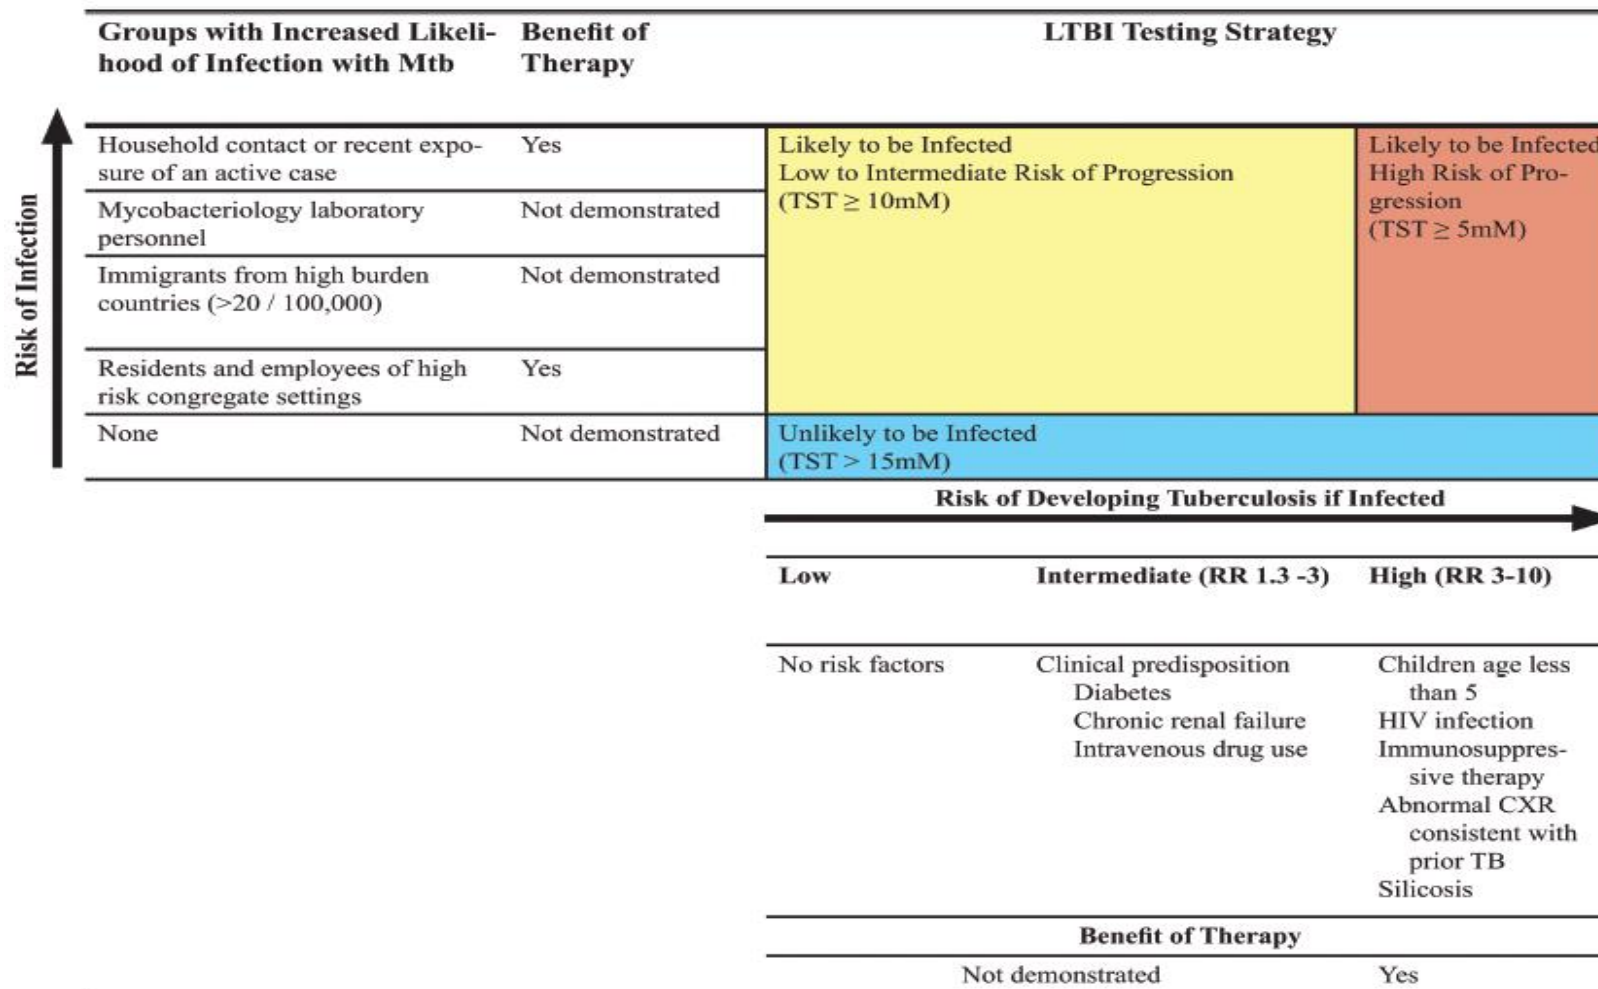 Groups with Increased Likeli-
hood of Infection with Mtb
Benefit of
Therapy
LTBI Testing Strategy
Risk of Infection
Household contact or recent expo-
sure of an active case
Yes
Mycobacteriology laboratory
personnel
Not demonstrated
Immigrants from high burden
countries (>20 / 100,000)
Not demonstrated
Residents and employees of high
risk congregate settings
Yes
None
Not demonstrated
Likely to be Infected
Low to Intermediate Risk of Progression
(TST ≥ 10mM)
Likely to be Infected
High Risk of Pro-
gression
(TST ≥ 5mM)
Unlikely to be Infected
(TST > 15mM)
Risk of Developing Tuberculosis if Infected
Low
Intermediate (RR 1.3 -3)
High (RR 3-10)
No risk factors
Clinical predisposition
Diabetes
Chronic renal failure
Intravenous drug use
Children age less
than 5
HIV infection
Immunosuppres-
sive therapy
Abnormal CXR
consistent with
prior TB
Silicosis
Benefit of Therapy
Not demonstrated
Yes